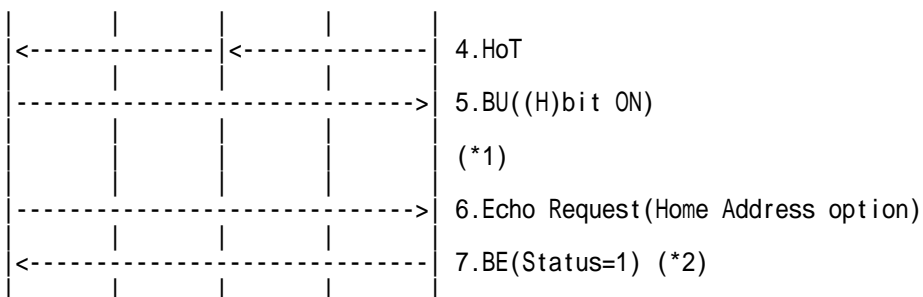 4.HoT
5.BU((H)bit ON)
(*1)
6.Echo Request(Home Address option)
7.BE(Status=1) (*2)